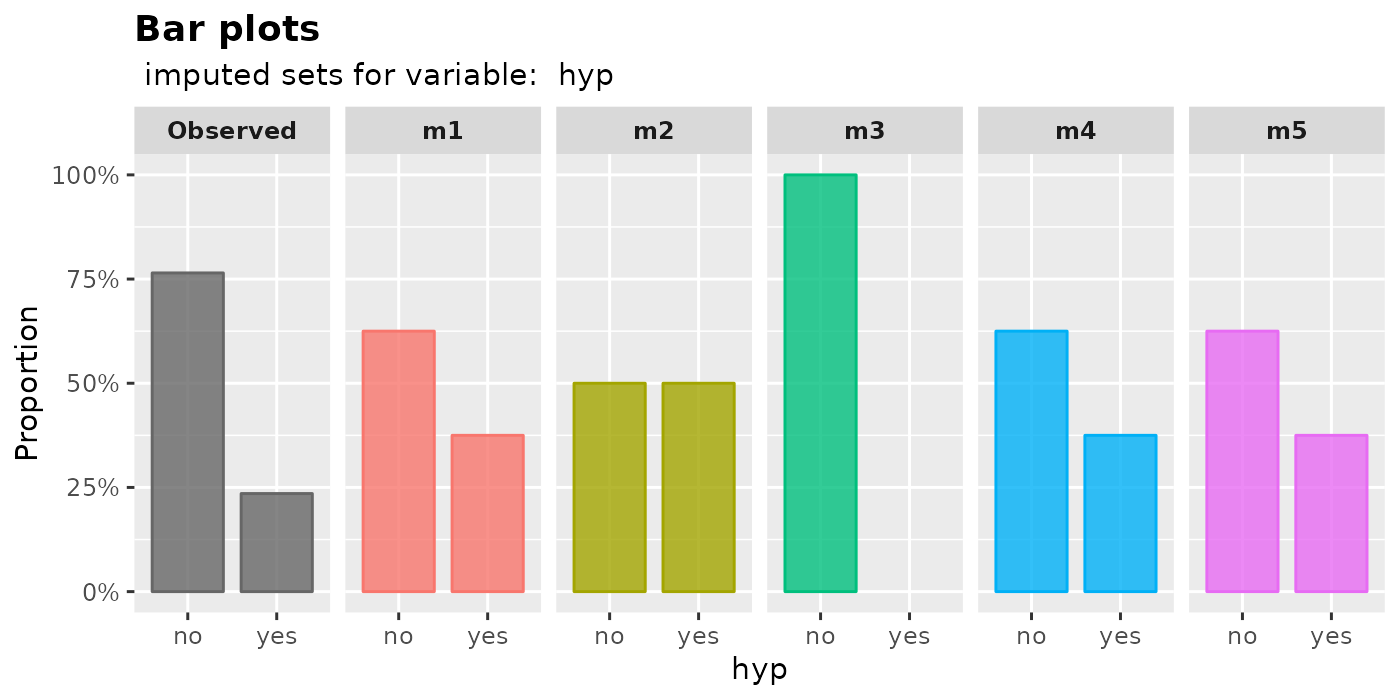 Bar plots
imputed sets for variable:  hyp
Observed m1 m2 m3 m4 m5
100%
75%
50%
25%
0%
Proportion
no yes no yes no yes no yes no yes no yes
hyp